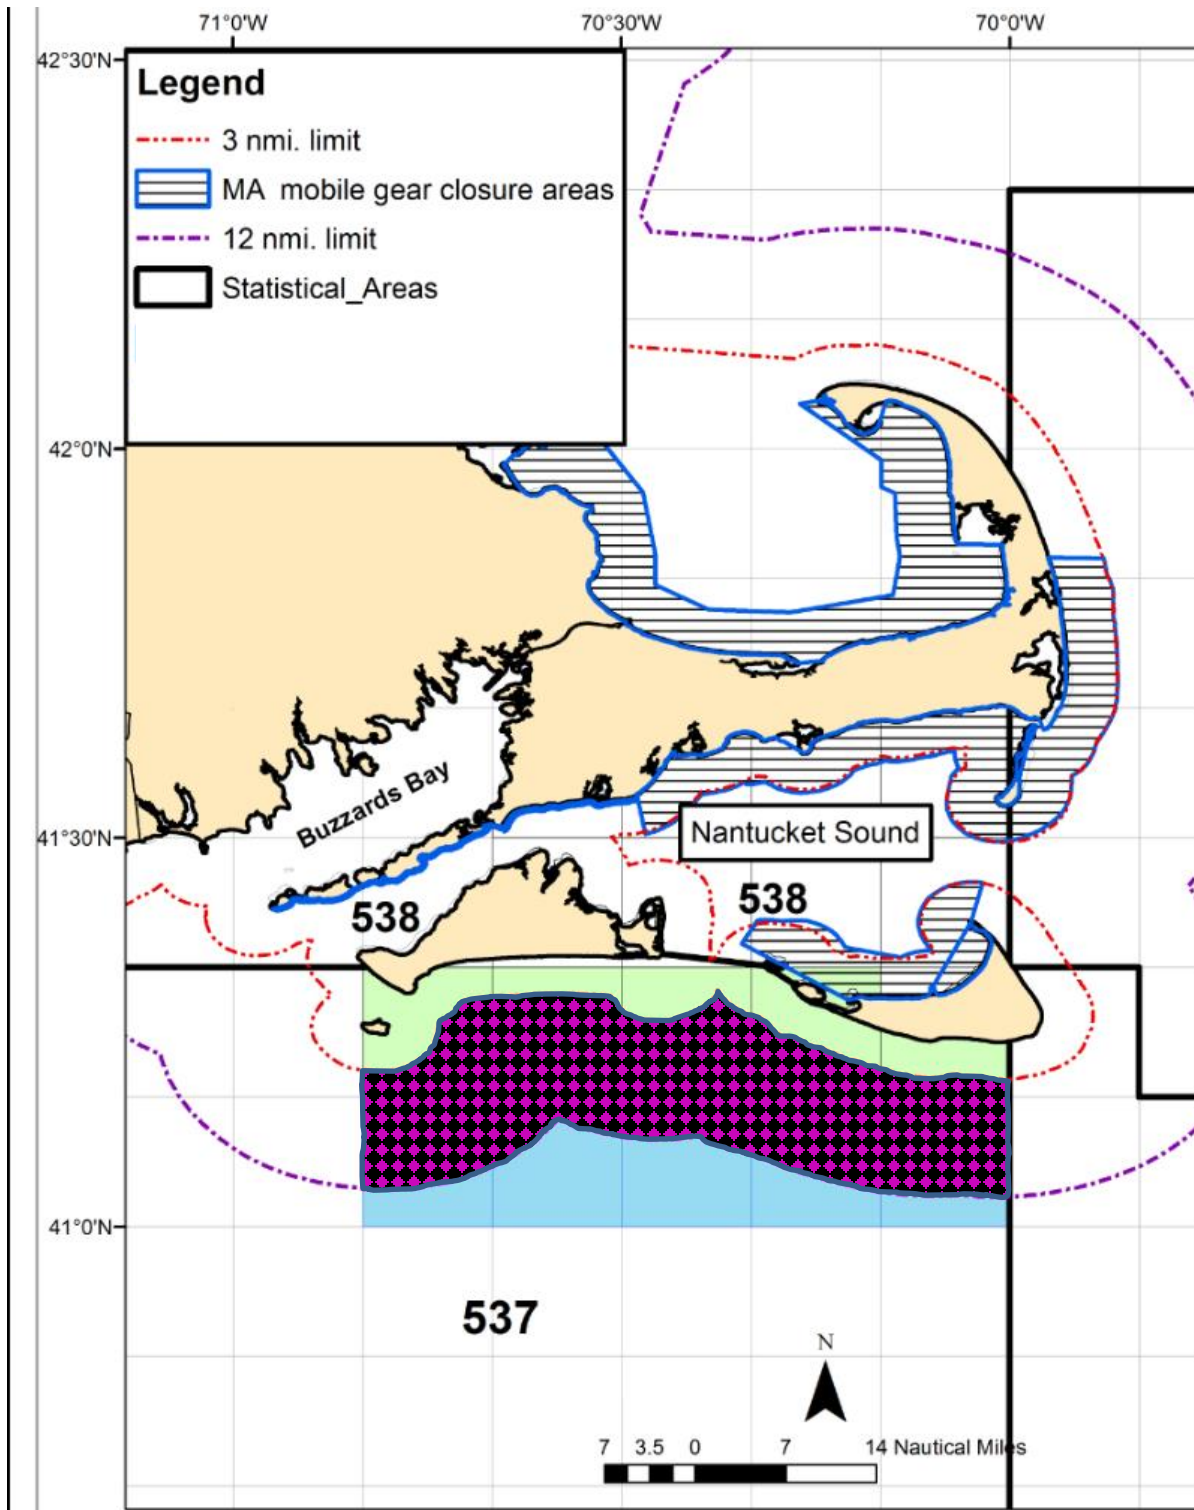 71°0'W
70°30'W
70°0'W
42°30'N
Legend
3 nmi. limit
MA mobile gear closure areas
12 nmi. limit
Statistical_Areas
42°0'N
Buzzards Bay
41°30'N
Nantucket Sound
538
538
41°0'N
537
N
7 3.5 0 7 14 Nautical Miles